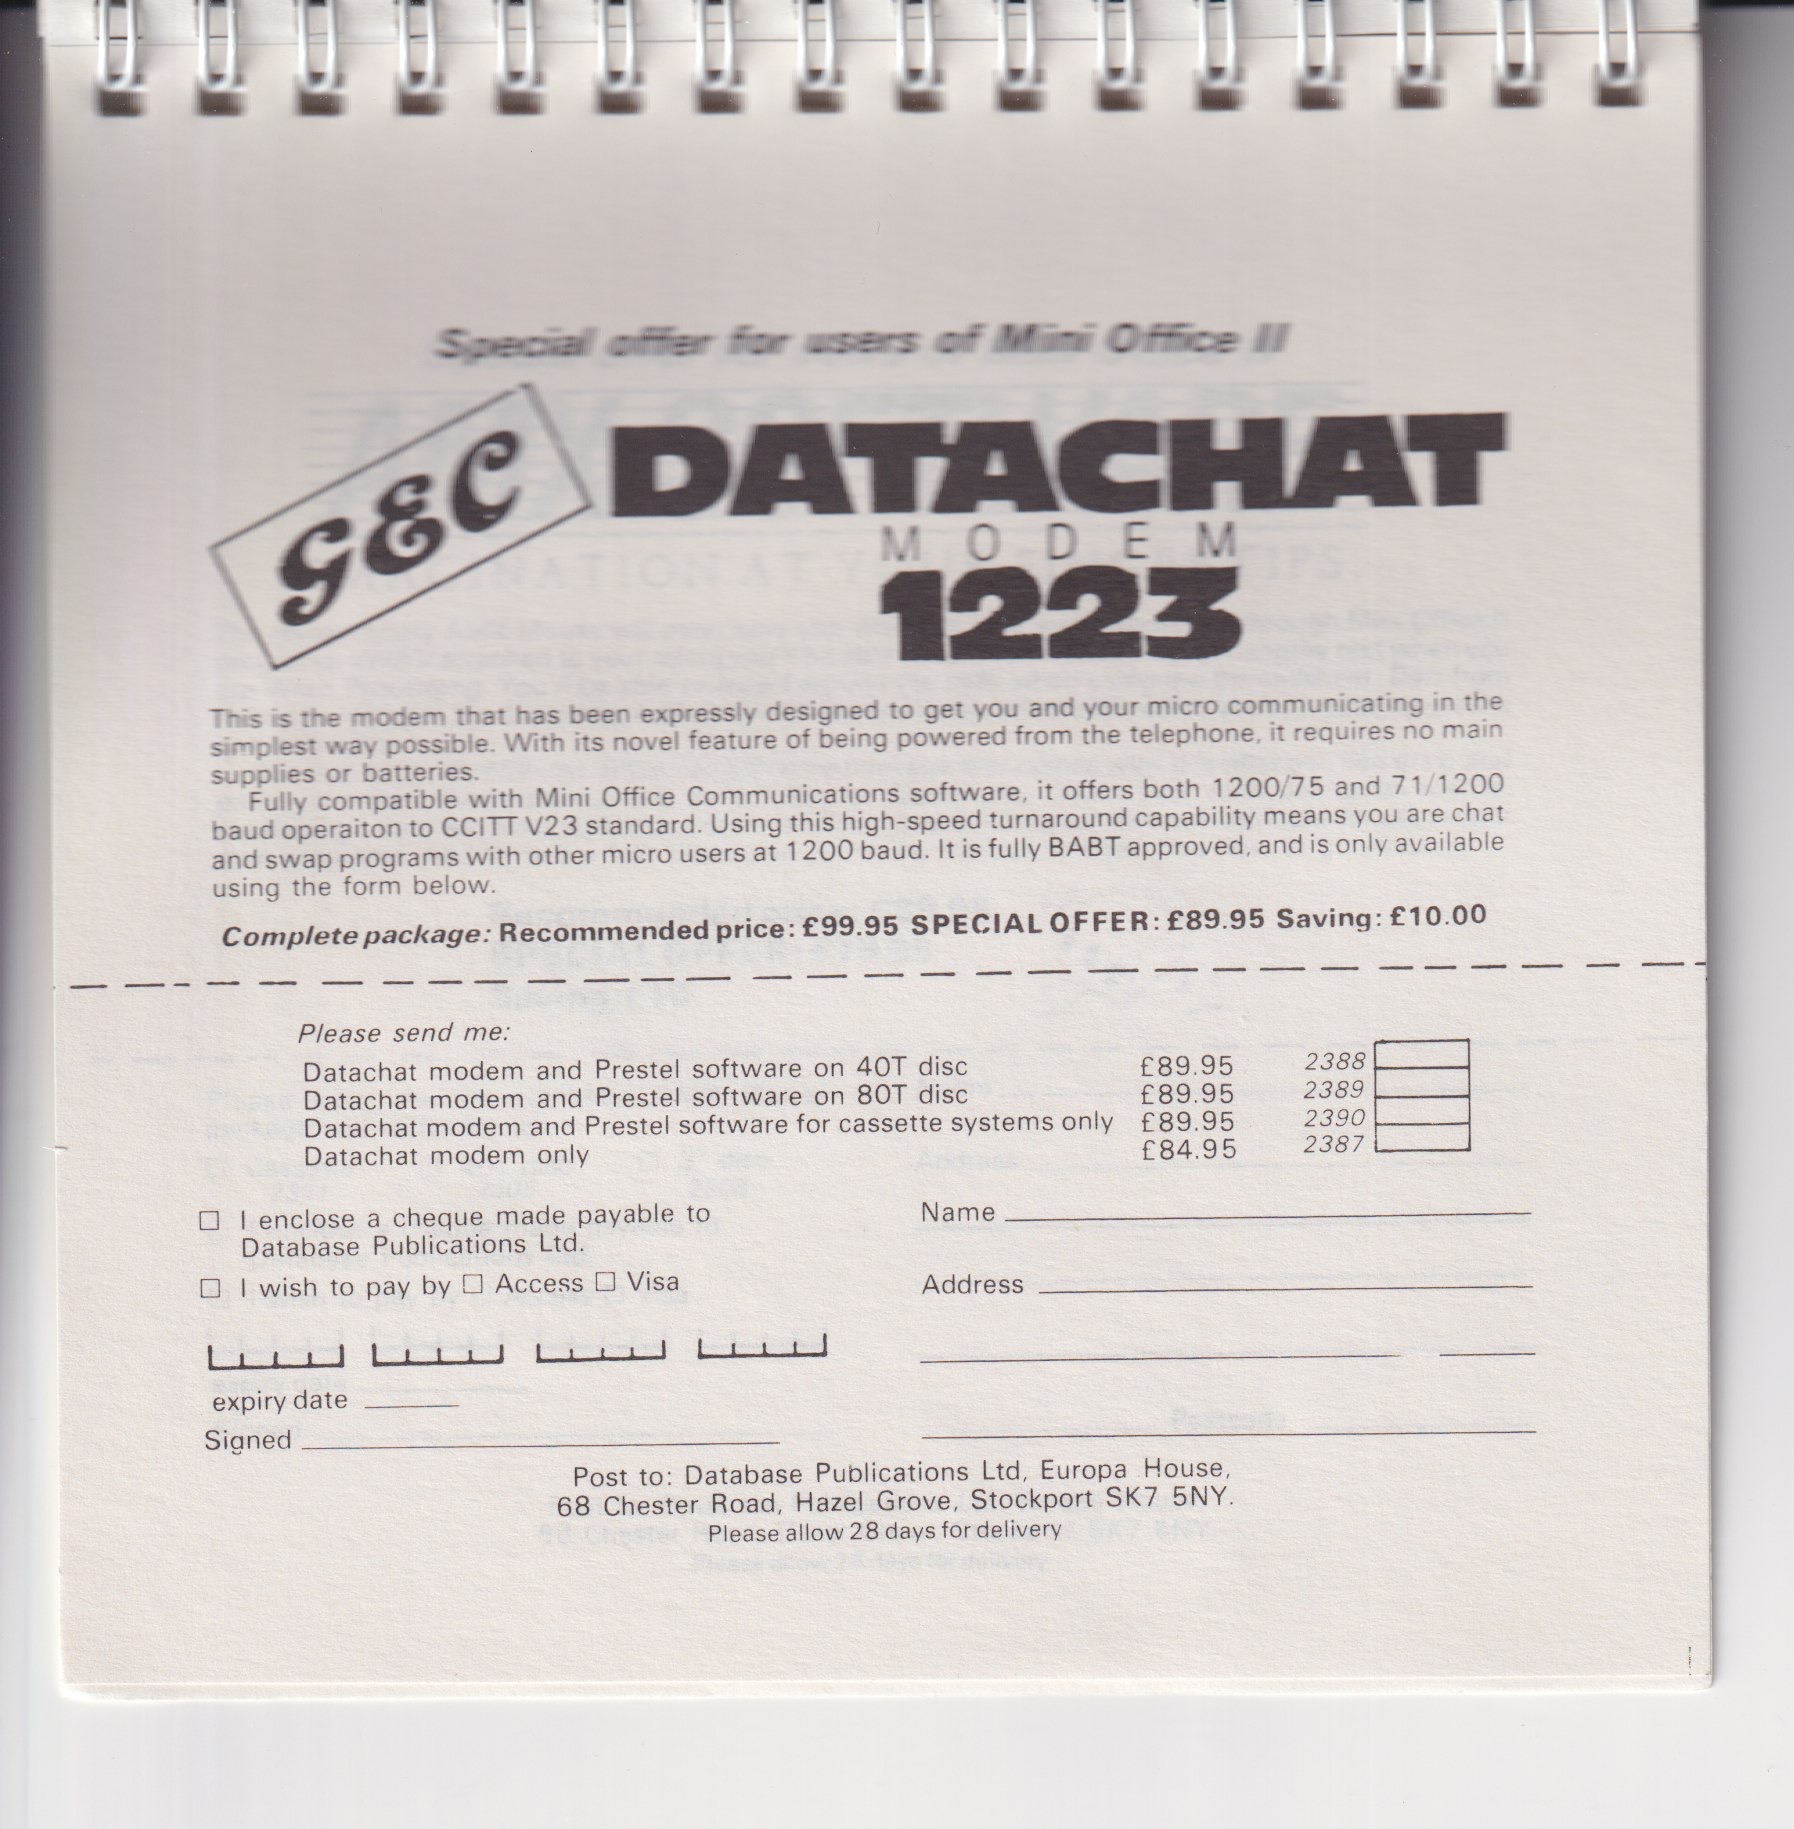 Special offer for users of Mini Office II
GEC DATACHAT
MODEM
1223
This is the modem that has been expressly designed to get you and your micro communicating in the
simplest way possible. With its novel feature of being powered from the telephone, it requires no main
supplies or batteries.
Fully compatible with Mini Office Communications software, it offers both 1200/75 and 71/1200
baud operaiton to CCITT V23 standard. Using this high-speed turnaround capability means you are chat
and swap programs with other micro users at 1200 baud. It is fully BABT approved, and is only available
using the form below.
Complete package: Recommended price: £99.95 SPECIAL OFFER: £89.95 Saving: £10.00
Please send me:
Datachat modem and Prestel software on 40T disc £89.95 2388
Datachat modem and Prestel software on 80T disc £89.95 2389
Datachat modem and Prestel software for cassette systems only £89.95 2390
Datachat modem only £84.95 2387
I enclose a cheque made payable to
Database Publications Ltd.
I wish to pay by Access Visa
expiry date
Signed
Name
Address
Post to: Database Publications Ltd, Europa House,
68 Chester Road, Hazel Grove, Stockport SK7 5NY.
Please allow 28 days for delivery